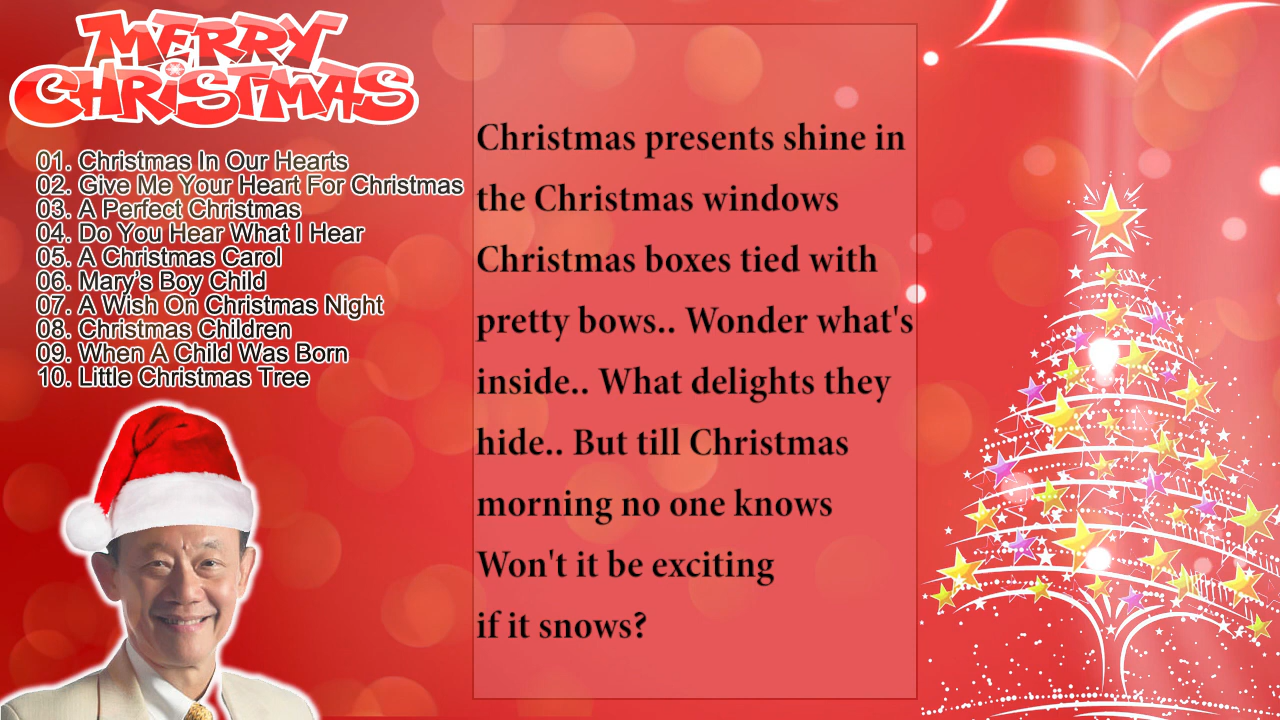 MERRY
CHRISTMAS
01. Christmas In Our Hearts
02. Give Me Your Heart For Christmas
03. A Perfect Christmas
04. Do You Hear What I Hear
05. A Christmas Carol
06. Mary's Boy Child
07. A Wish On Christmas Night
08. Christmas Children
09. When A Child Was Born
10. Little Christmas Tree
Christmas presents shine in
the Christmas windows
Christmas boxes tied with
pretty bows.. Wonder what's
inside.. What delights they
hide.. But till Christmas
morning no one knows
Won't it be exciting
if it snows?